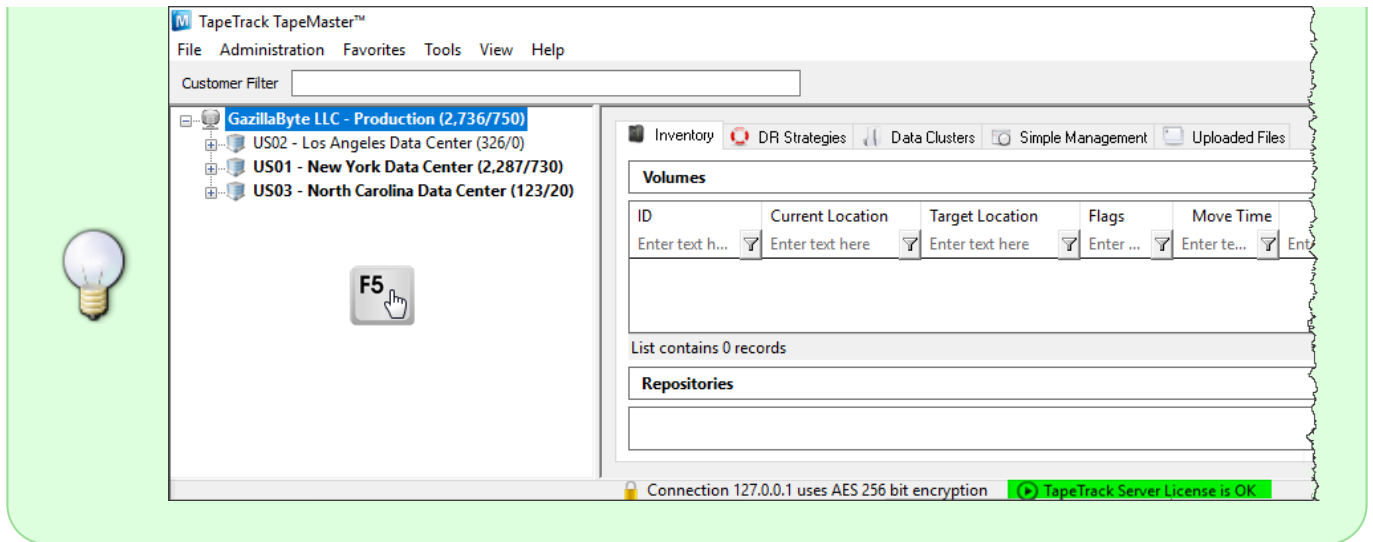 TapeTrack TapeMaster™
File Administration Favorites Tools View Help
Customer Filter
GazillaByte LLC - Production (2,736/750)
US02 - Los Angeles Data Center (326/0)
US01 - New York Data Center (2,287/730)
US03 - North Carolina Data Center (123/20)
F5
Inventory DR Strategies Data Clusters Simple Management Uploaded Files
Volumes
ID Current Location Target Location Flags Move Time
Enter text h... Enter text here Enter text here Enter ... Enter te... Ent
List contains 0 records
Repositories
Connection 127.0.0.1 uses AES 256 bit encryption TapeTrack Server License is OK